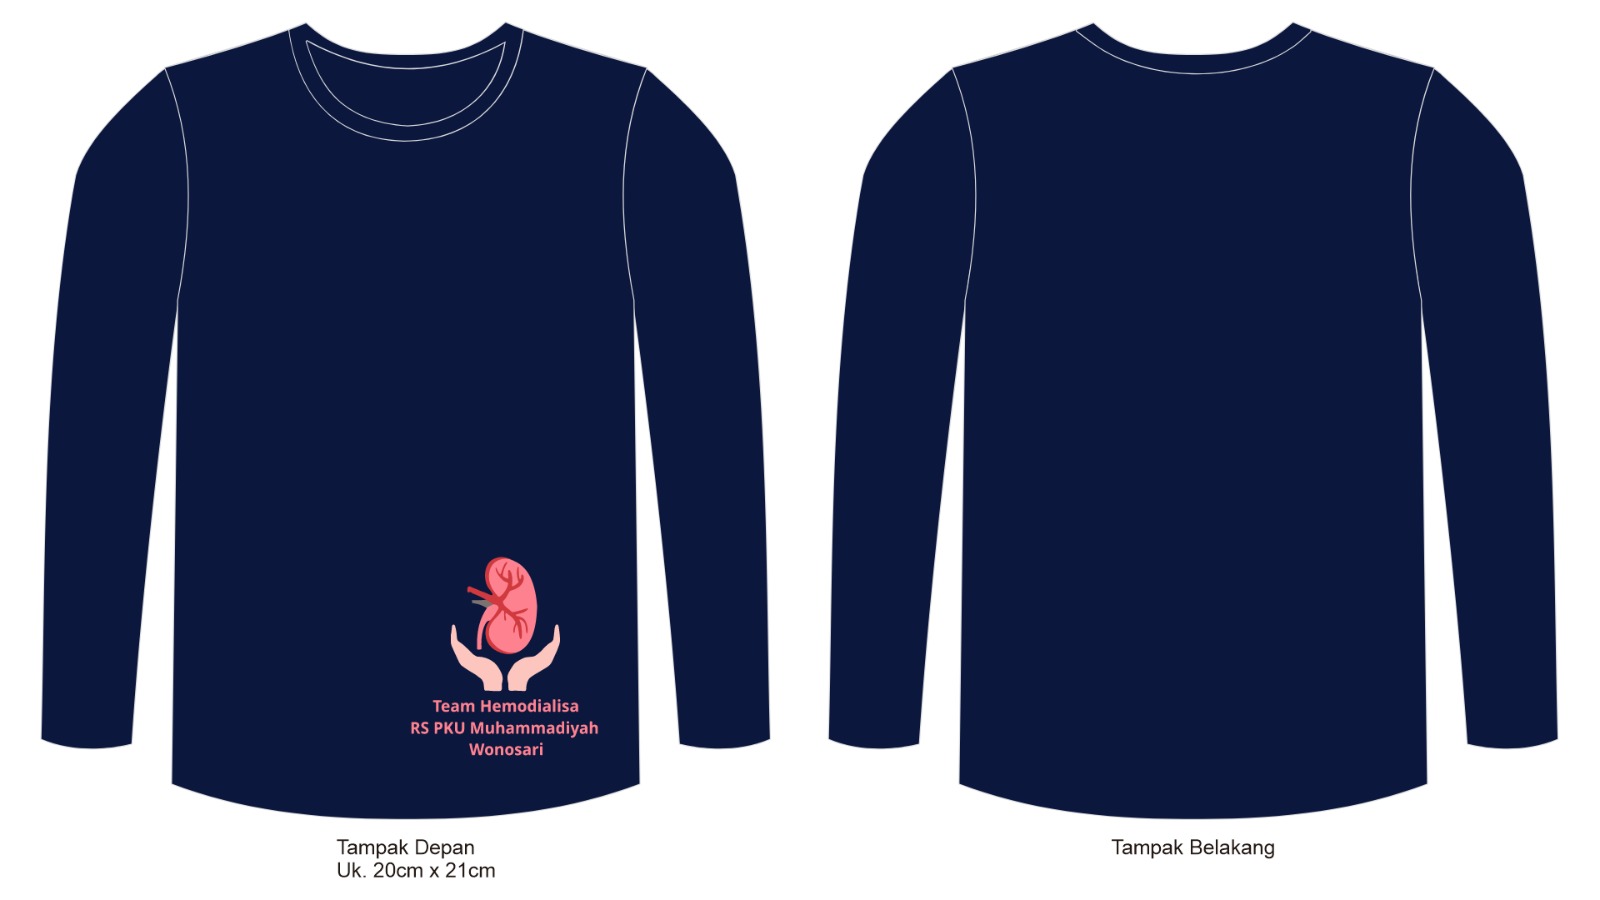 Team Hemodialisa
RS PKU Muhammadiyah
Wonosari
Tampak Depan
Uk. 20cm x 21cm
Tampak Belakang